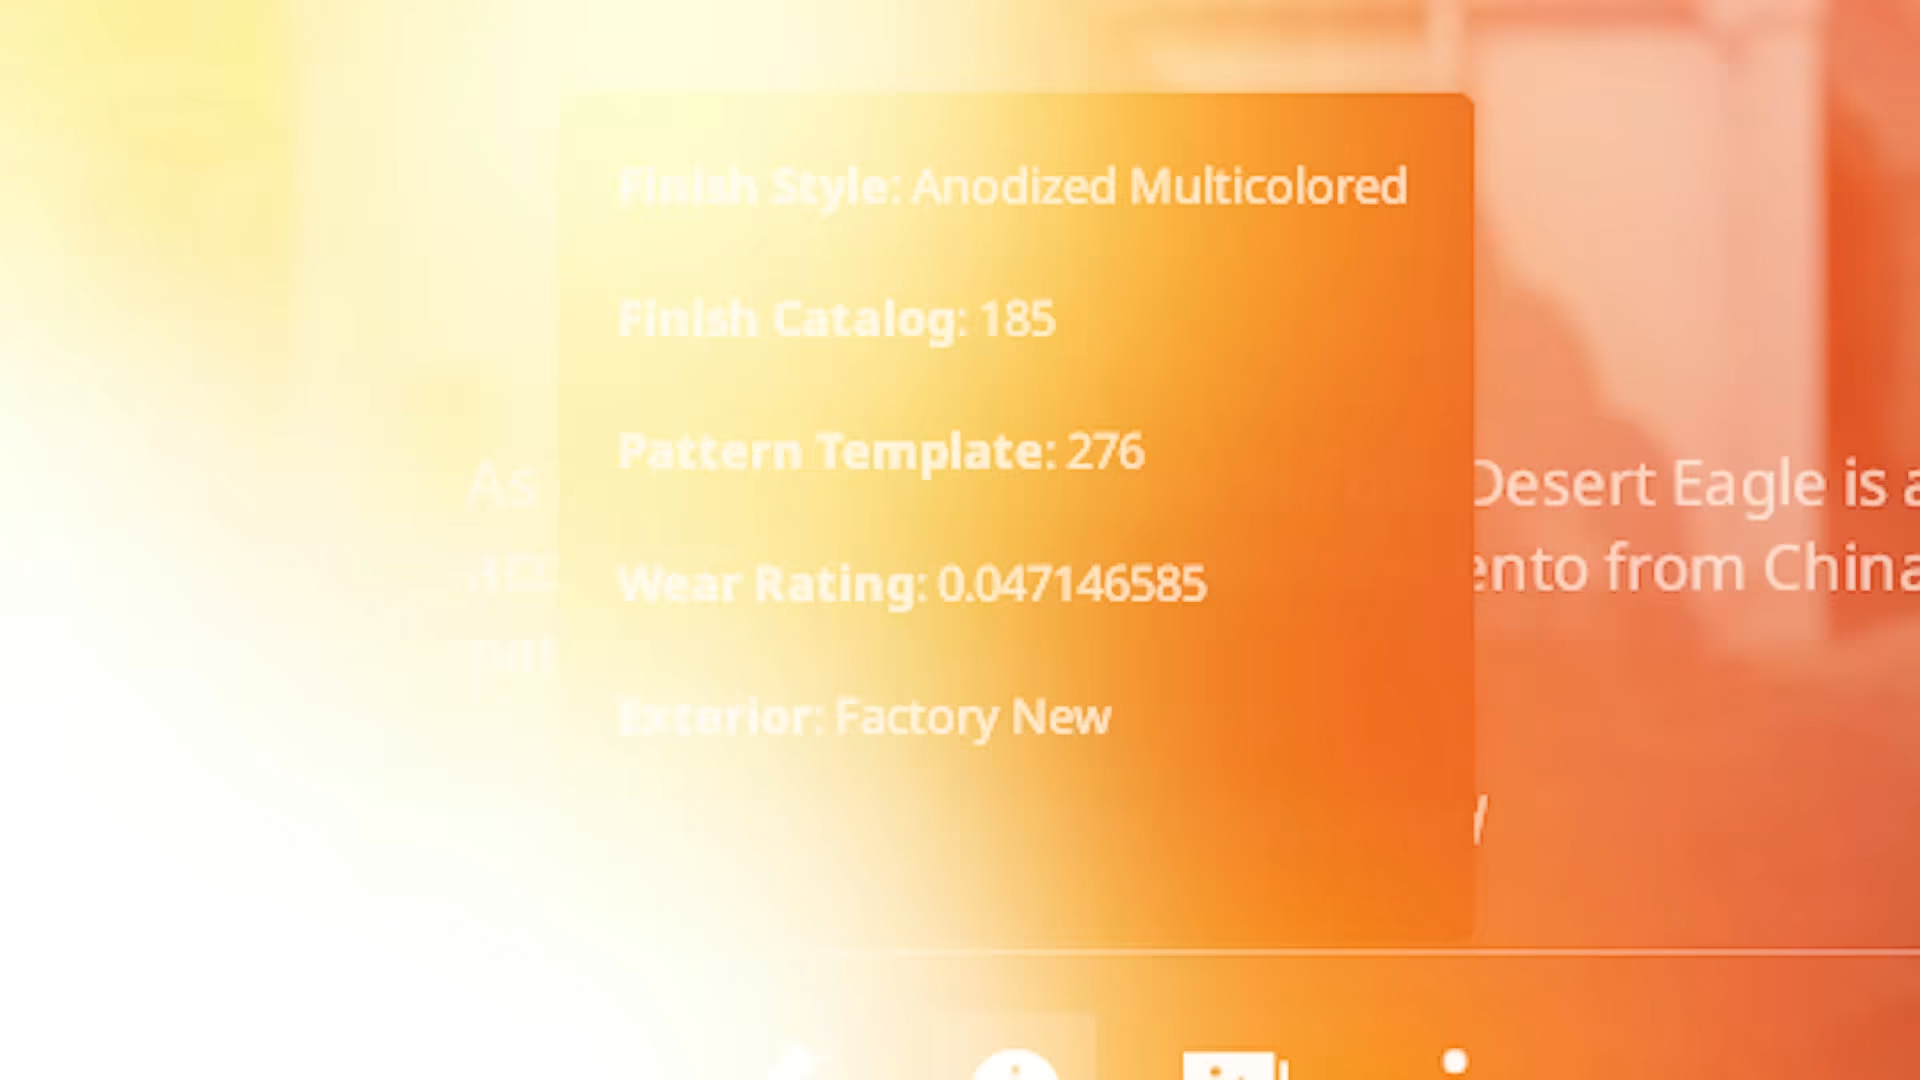 Finish Style: Anodized Multicolored
Finish Catalog: 185
Pattern Template: 276
As Desert Eagle is a
ento from China
Wear Rating: 0.047146585
Exterior: Factory New